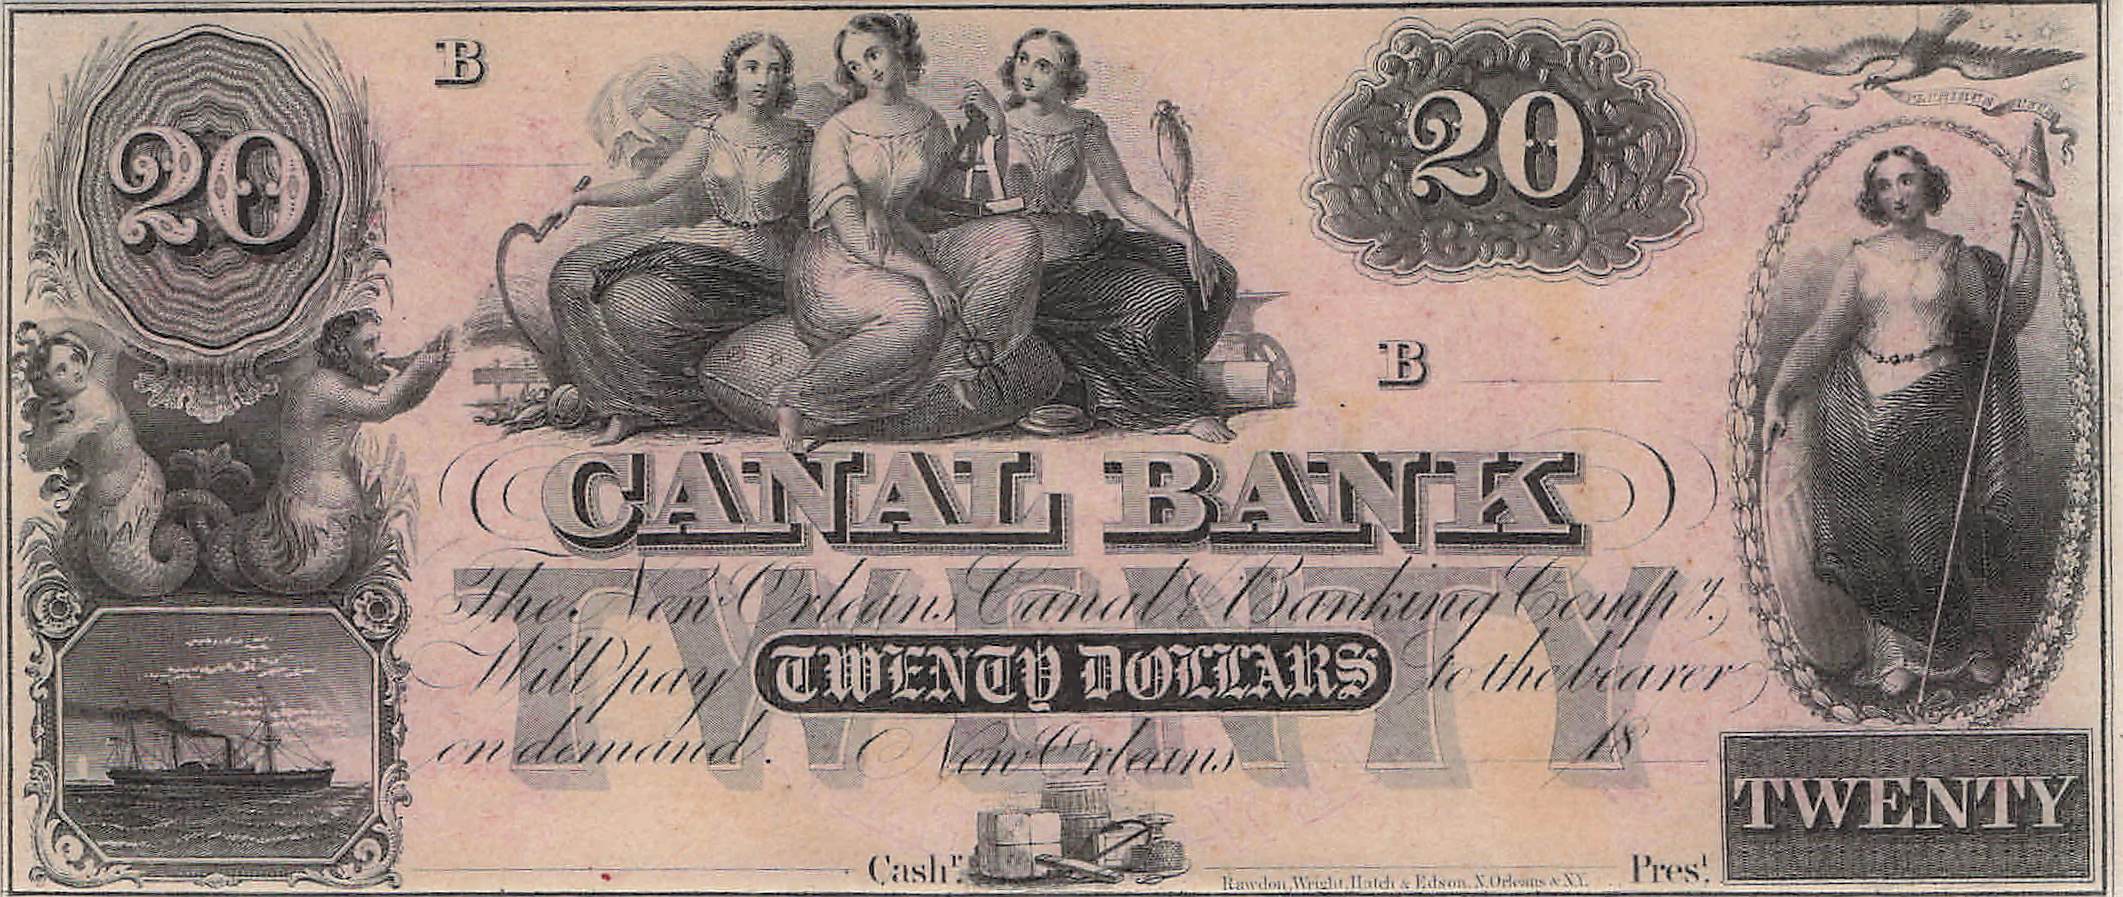 20
B
20
B
CANAL BANK
TWENTY
The New Orleans Canal & Banking Compy.
Will pay TWENTY DOLLARS to the bearer
on demand. New Orleans 18
TWENTY
Cashr. Prest.
Rawdon, Wright, Hatch & Edson, N. Orleans & N.Y.